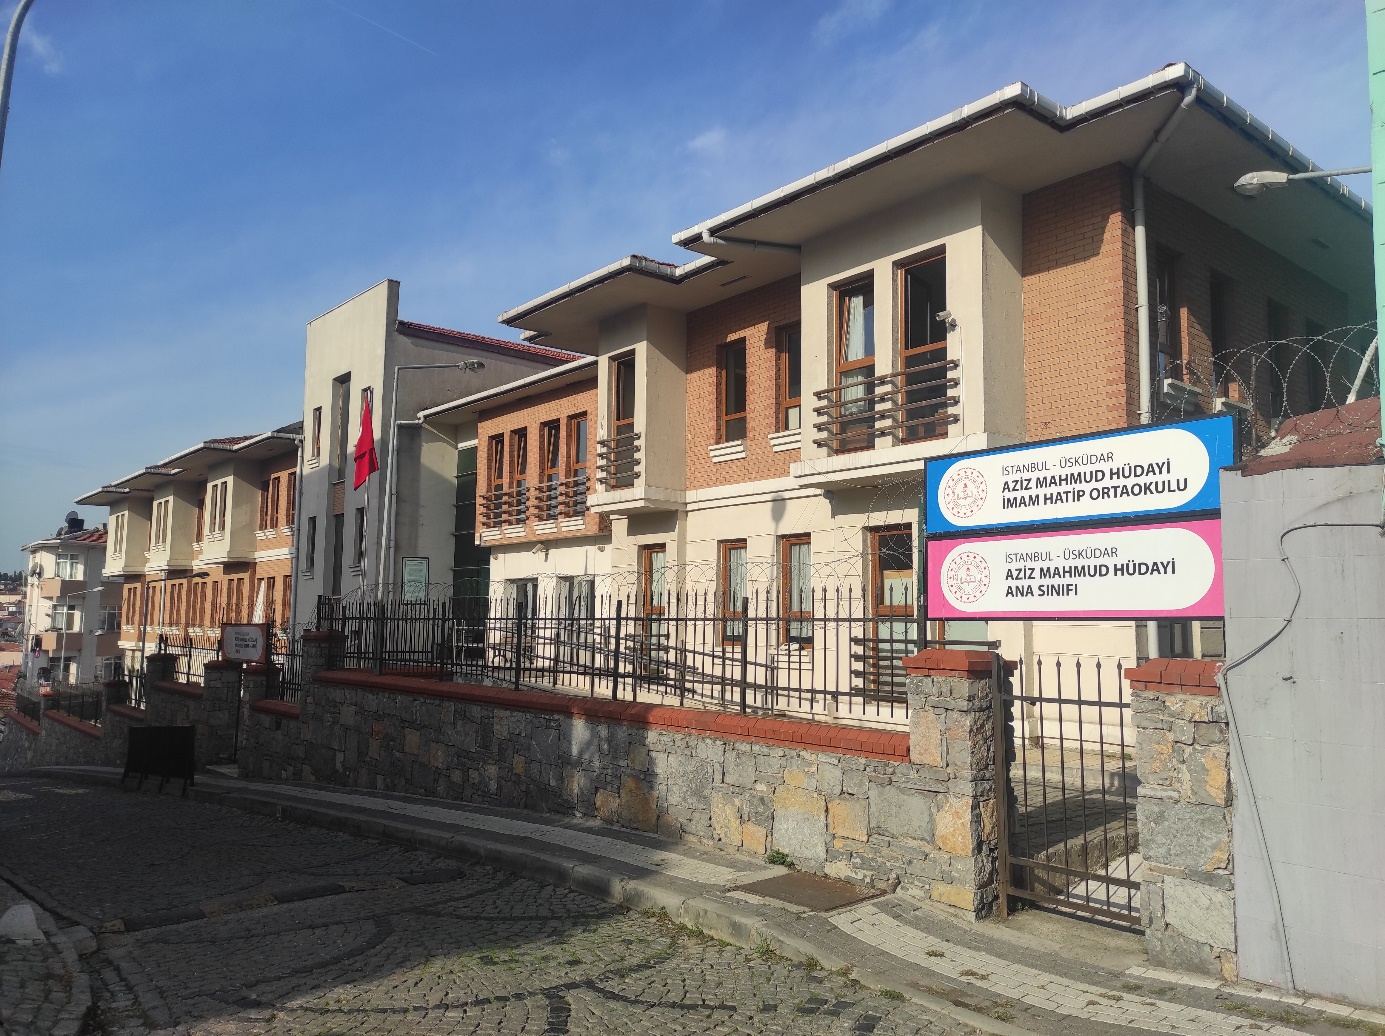 İSTANBUL - ÜSKÜDAR
AZİZ MAHMUD HÜDAYİ
İMAM HATİP ORTAOKULU
İSTANBUL - ÜSKÜDAR
AZİZ MAHMUD HÜDAYİ
ANA SINIFI